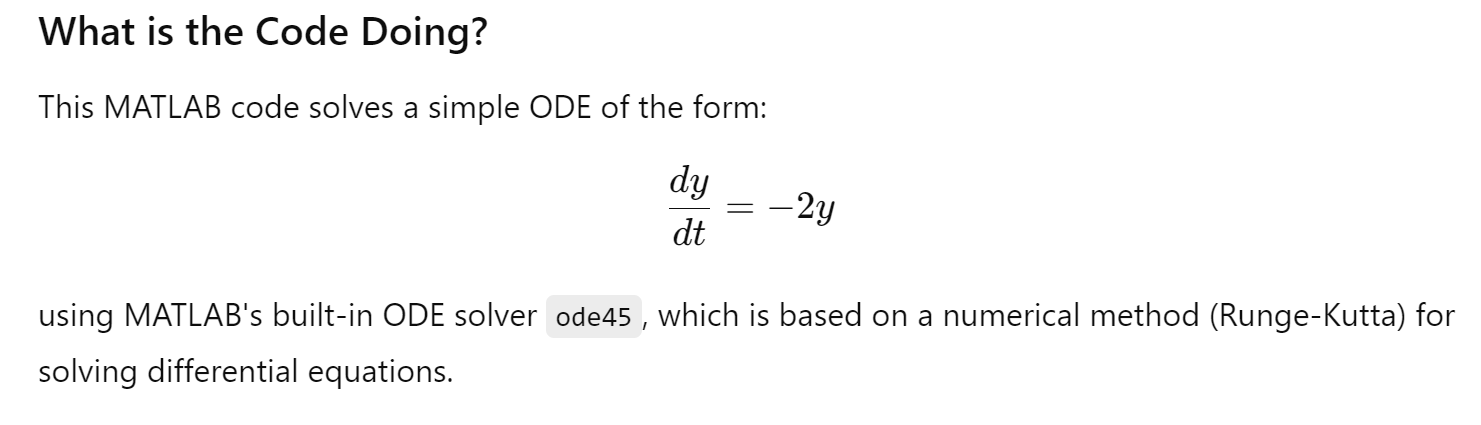 What is the Code Doing?
This MATLAB code solves a simple ODE of the form:
dy/dt = −2y
using MATLAB's built-in ODE solver ode45, which is based on a numerical method (Runge-Kutta) for
solving differential equations.